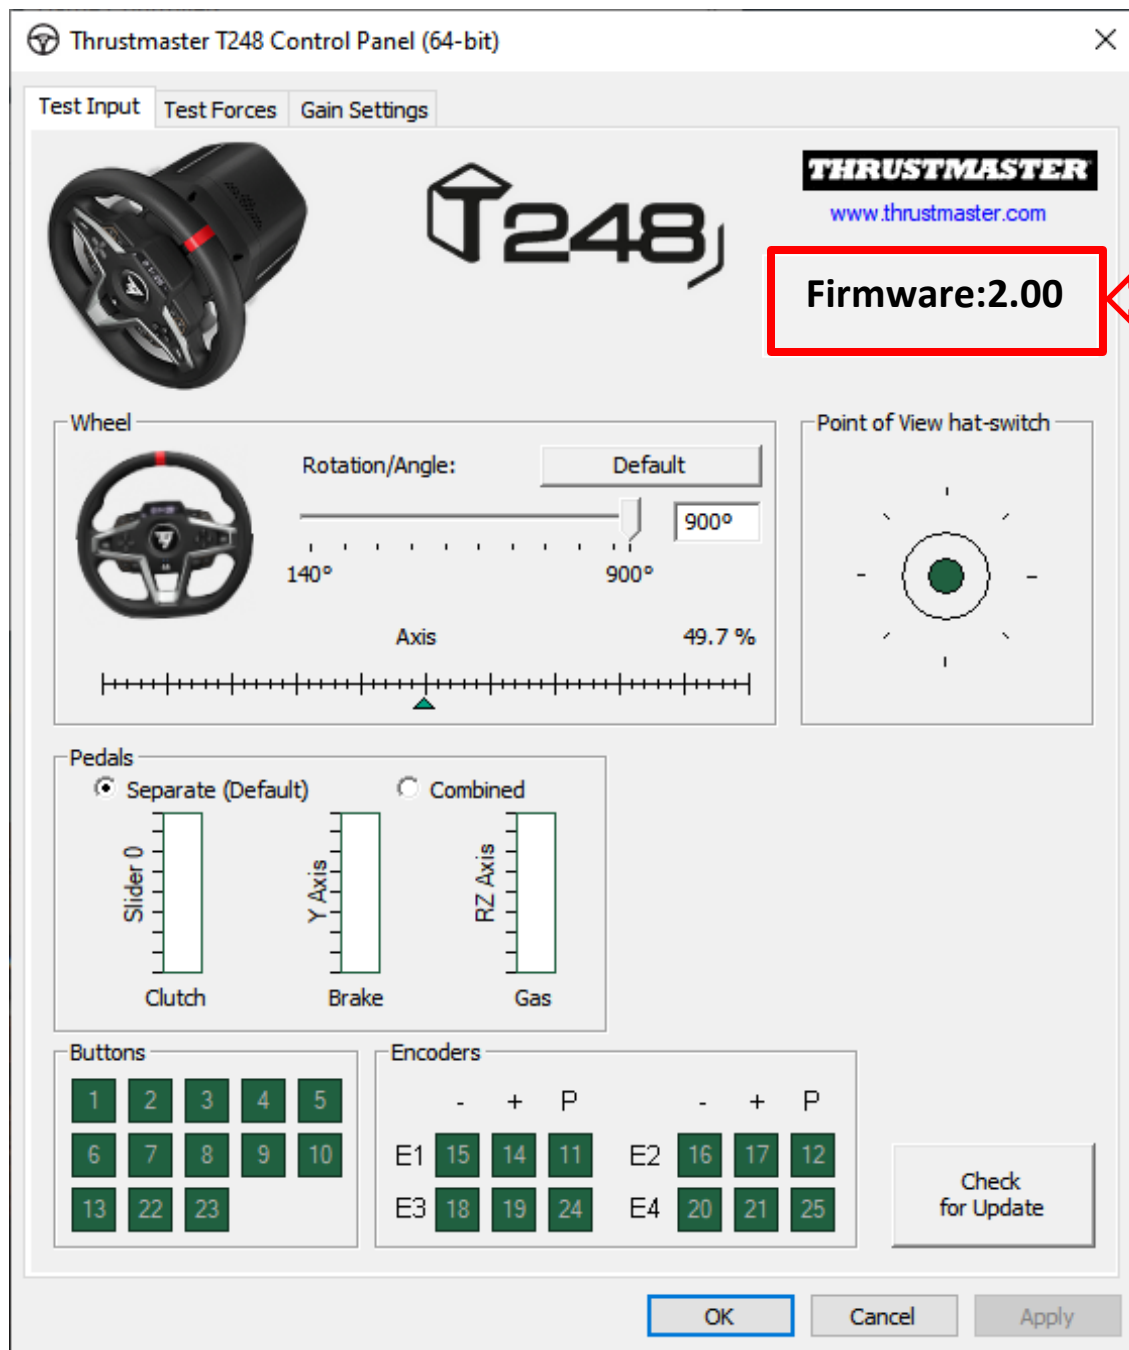 Thrustmaster T248 Control Panel (64-bit)
Test Input Test Forces Gain Settings
T248
THRUSTMASTER
www.thrustmaster.com
Firmware:2.00
Wheel
Rotation/Angle: Default
900°
140° 900°
Axis 49.7 %
Point of View hat-switch
Pedals
Separate (Default) Combined
Slider 0 Y Axis RZ Axis
Clutch Brake Gas
Buttons
1 2 3 4 5
6 7 8 9 10
13 22 23
Encoders
- + P - + P
E1 15 14 11 E2 16 17 12
E3 18 19 24 E4 20 21 25
Check
for Update
OK Cancel Apply